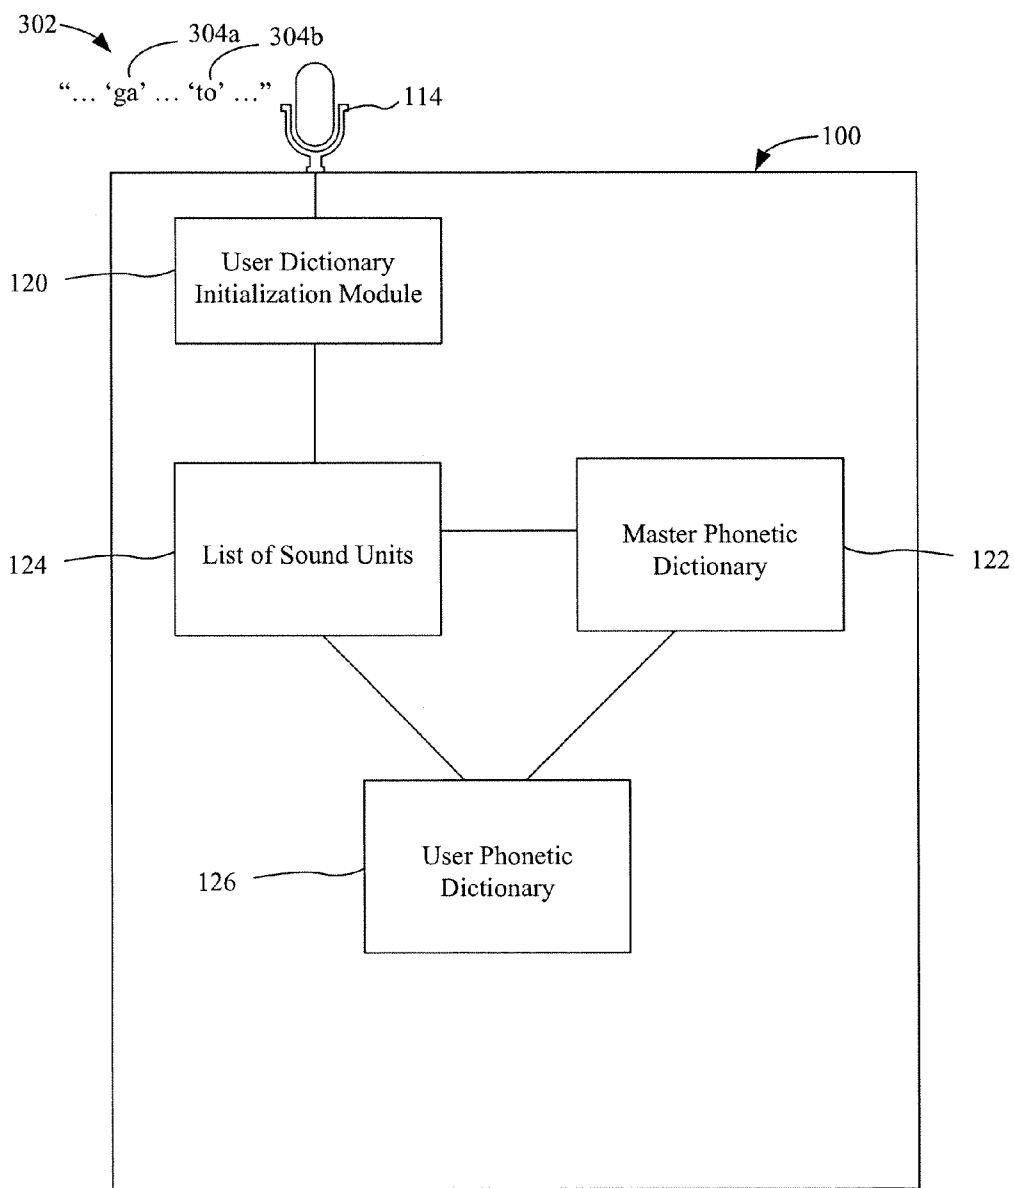 302
304a
304b
“... ‘ga’ ... ‘to’ ...”
114
100
User Dictionary
Initialization Module
120
List of Sound Units
124
Master Phonetic
Dictionary
122
User Phonetic
Dictionary
126